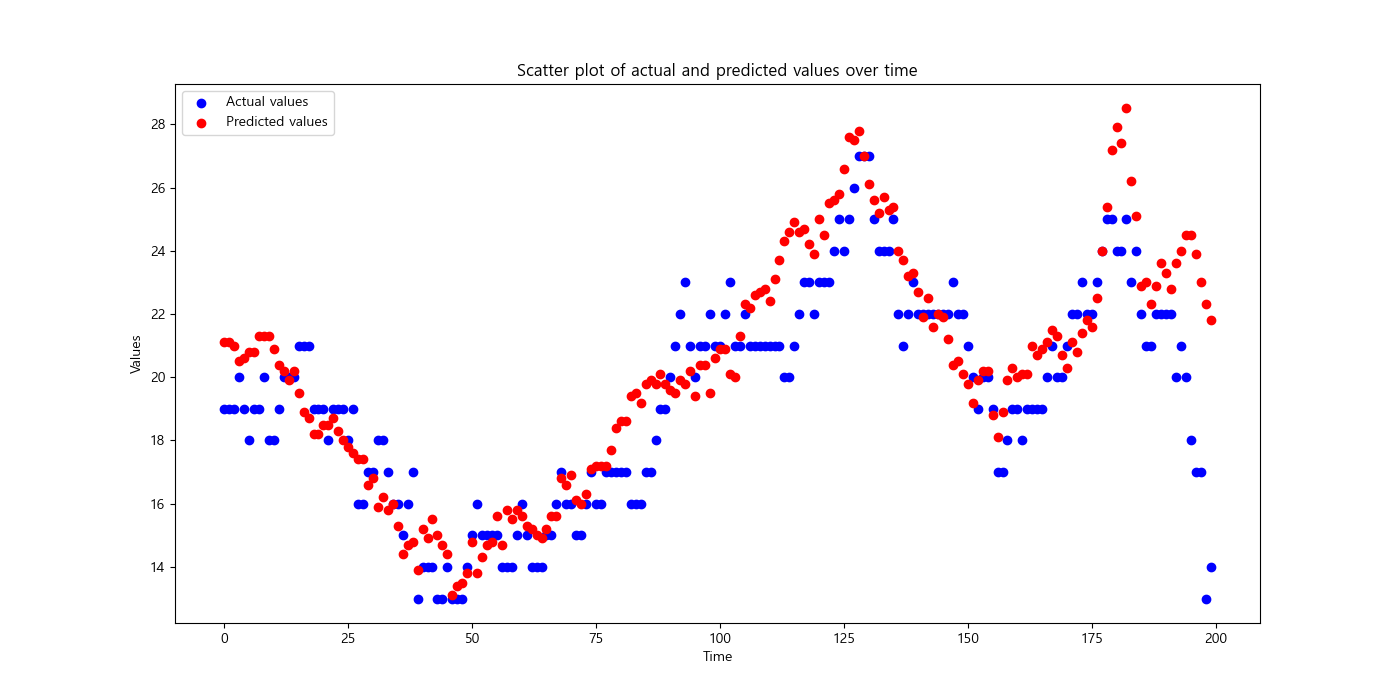 Scatter plot of actual and predicted values over time
Actual values
Predicted values
28
26
24
22
20
18
16
14
Values
0 25 50 75 100 125 150 175 200
Time